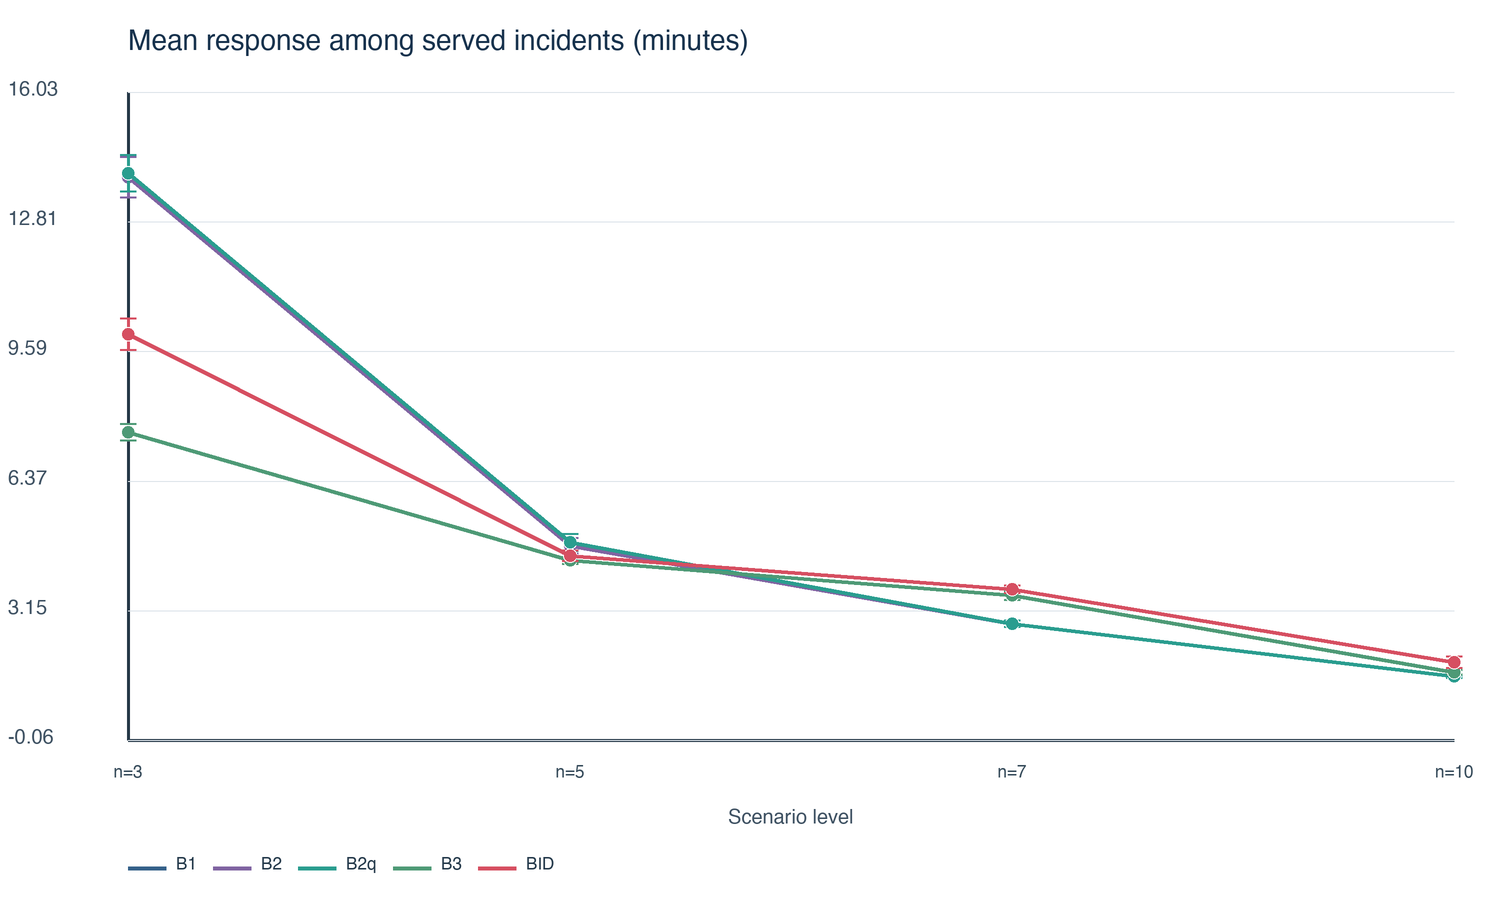 Mean response among served incidents (minutes)
16.03
12.81
9.59
6.37
3.15
-0.06
n=3 n=5 n=7 n=10
Scenario level
B1 B2 B2q B3 BID